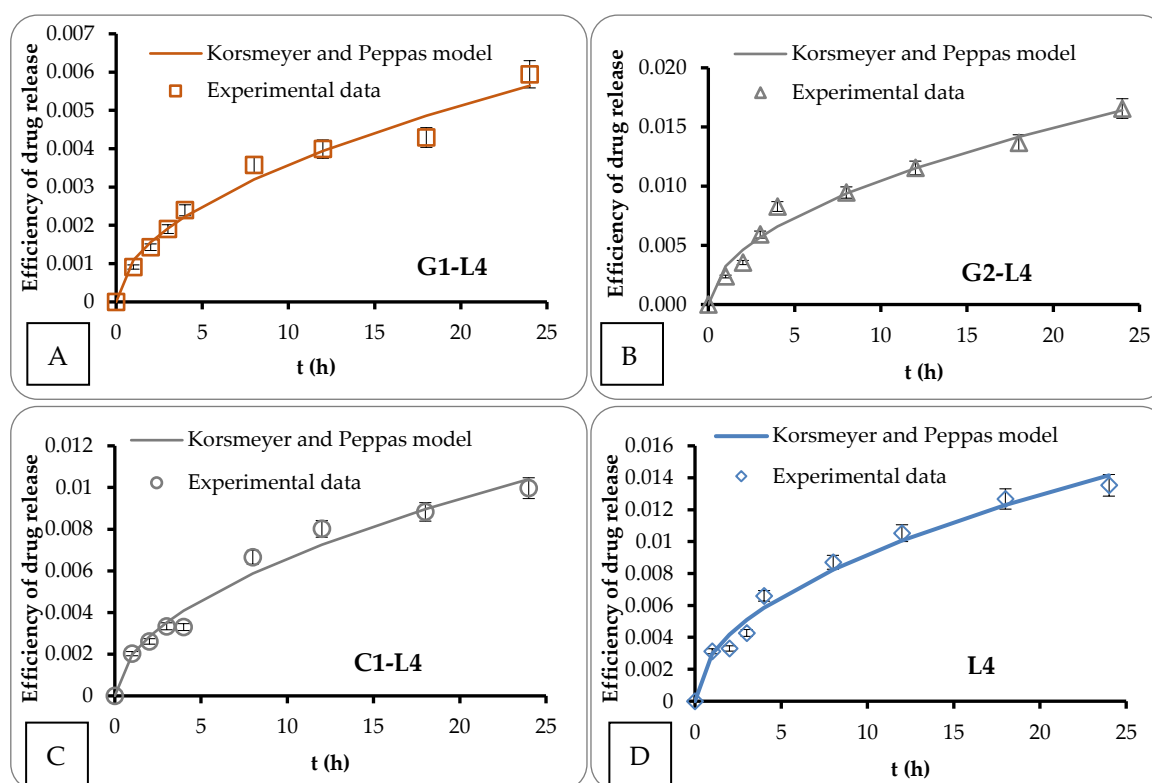 0.007
0.006
0.005
0.004
0.003
0.002
0.001
0
Efficiency of drug release
Korsmeyer and Peppas model
Experimental data
G1-L4
0 5 10 15 20 25
t (h)
A
0.020
0.015
0.010
0.005
0.000
Efficiency of drug release
Korsmeyer and Peppas model
Experimental data
G2-L4
0 5 10 15 20 25
t (h)
B
0.012
0.01
0.008
0.006
0.004
0.002
0
Efficiency of drug release
Korsmeyer and Peppas model
Experimental data
C1-L4
0 5 10 15 20 25
t (h)
C
0.016
0.014
0.012
0.01
0.008
0.006
0.004
0.002
0
Efficiency of drug release
Korsmeyer and Peppas model
Experimental data
L4
0 5 10 15 20 25
t (h)
D